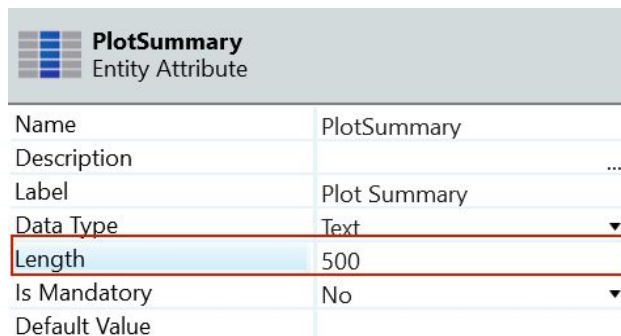 PlotSummary
Entity Attribute
Name PlotSummary
Description ...
Label Plot Summary
Data Type Text
Length 500
Is Mandatory No
Default Value